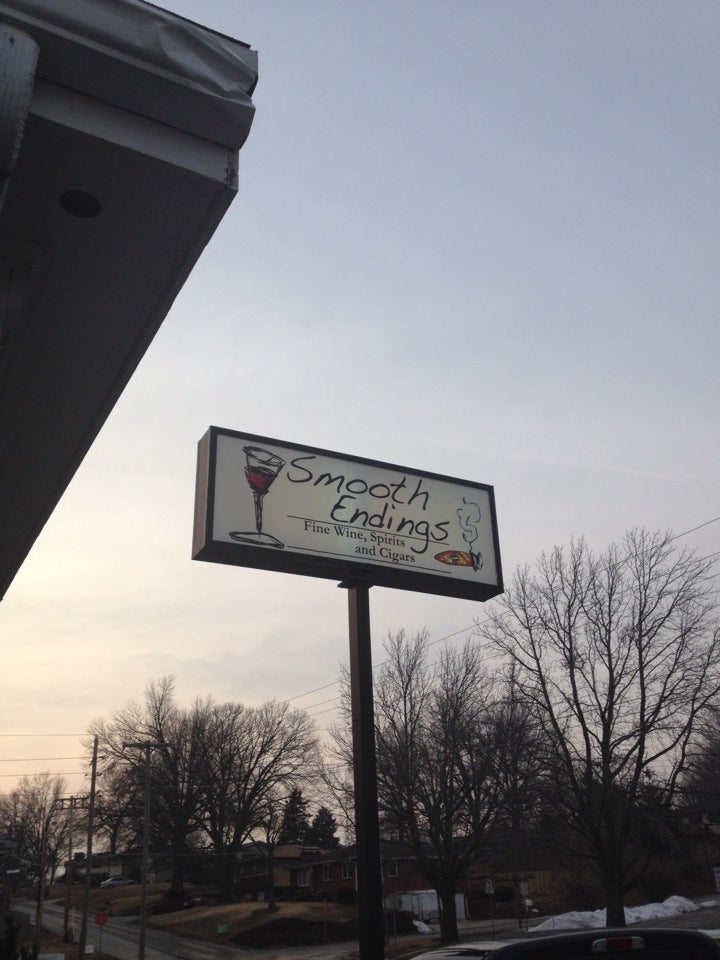 Smooth
Endings
Fine Wine, Spirits
and Cigars